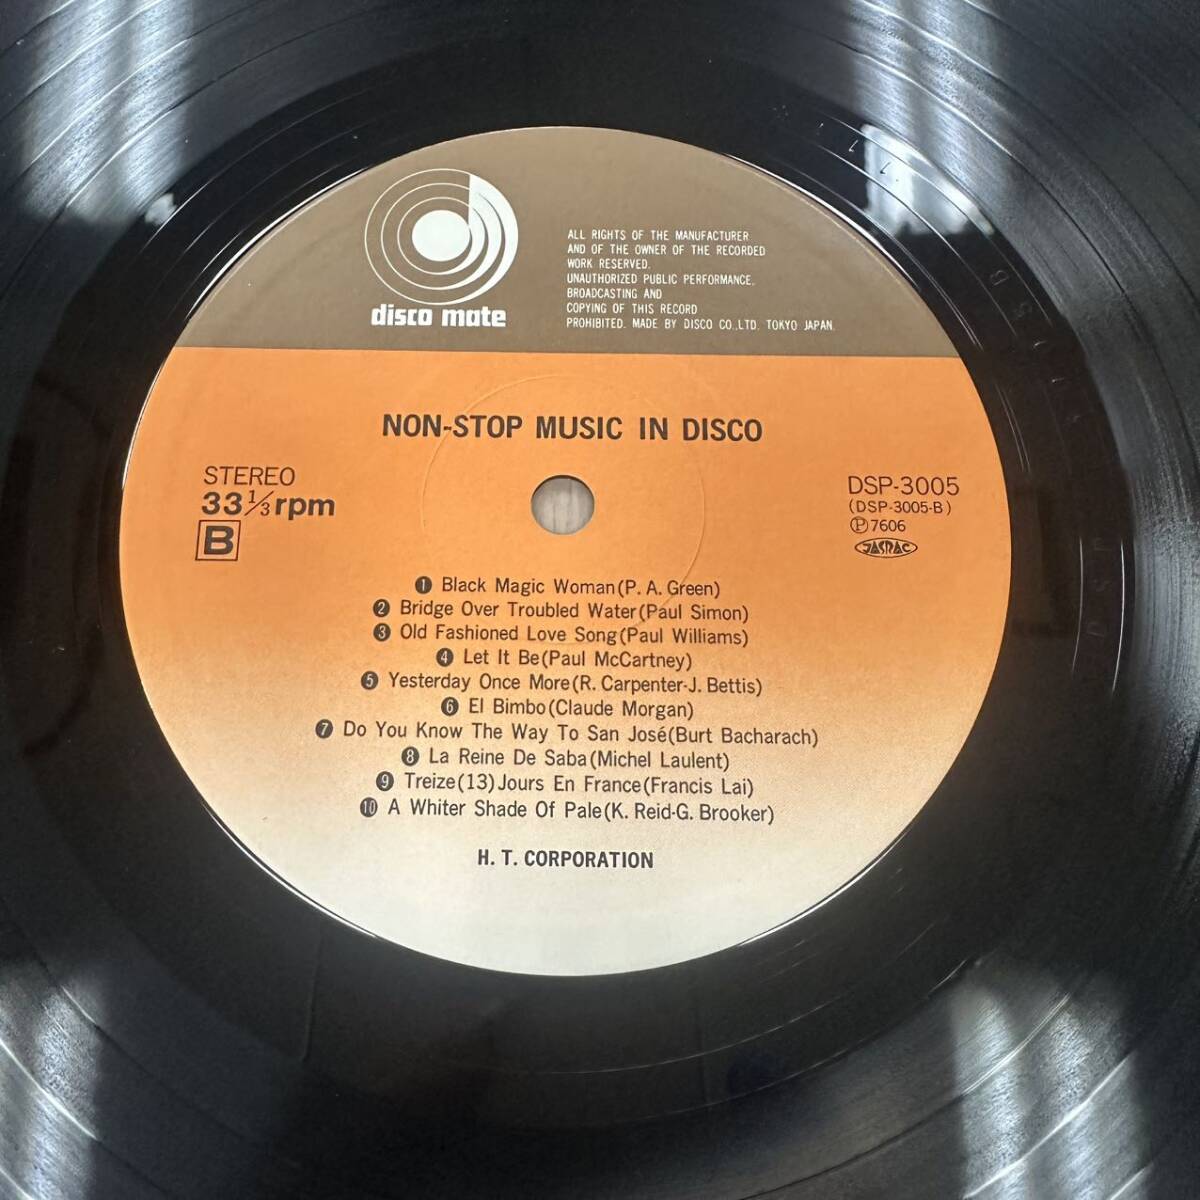 disco mate
ALL RIGHTS OF THE MANUFACTURER
AND OF THE OWNER OF THE RECORDED
WORK RESERVED.
UNAUTHORIZED PUBLIC PERFORMANCE,
BROADCASTING AND
COPYING OF THIS RECORD
PROHIBITED. MADE BY DISCO CO.,LTD. TOKYO JAPAN.
NON-STOP MUSIC IN DISCO
STEREO
33 1/3 rpm
B
DSP-3005
(DSP-3005-B)
Ⓟ7606
JASRAC
❶ Black Magic Woman(P. A. Green)
❷ Bridge Over Troubled Water(Paul Simon)
❸ Old Fashioned Love Song(Paul Williams)
❹ Let It Be(Paul McCartney)
❺ Yesterday Once More(R. Carpenter-J. Bettis)
❻ El Bimbo(Claude Morgan)
❼ Do You Know The Way To San José(Burt Bacharach)
❽ La Reine De Saba(Michel Laulent)
❾ Treize(13)Jours En France(Francis Lai)
❿ A Whiter Shade Of Pale(K. Reid-G. Brooker)
H. T. CORPORATION